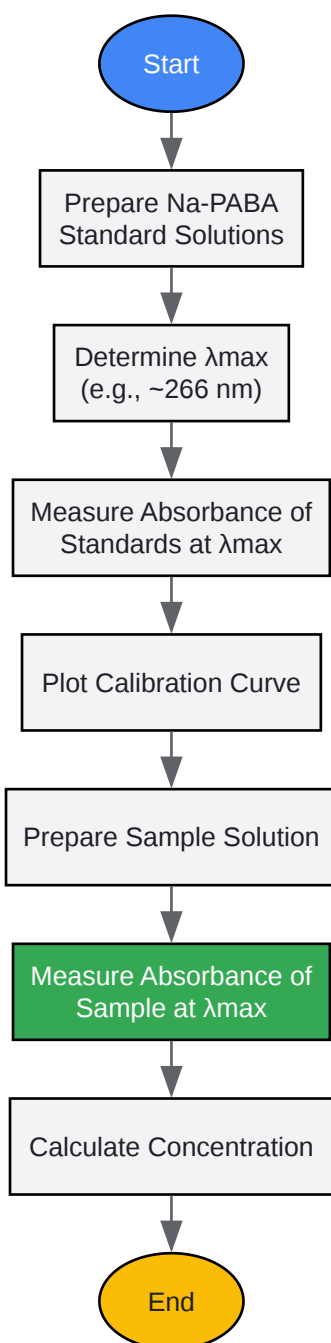 Start
Prepare Na-PABA
Standard Solutions
Determine λmax
(e.g., ~266 nm)
Measure Absorbance of
Standards at λmax
Plot Calibration Curve
Prepare Sample Solution
Measure Absorbance of
Sample at λmax
Calculate Concentration
End